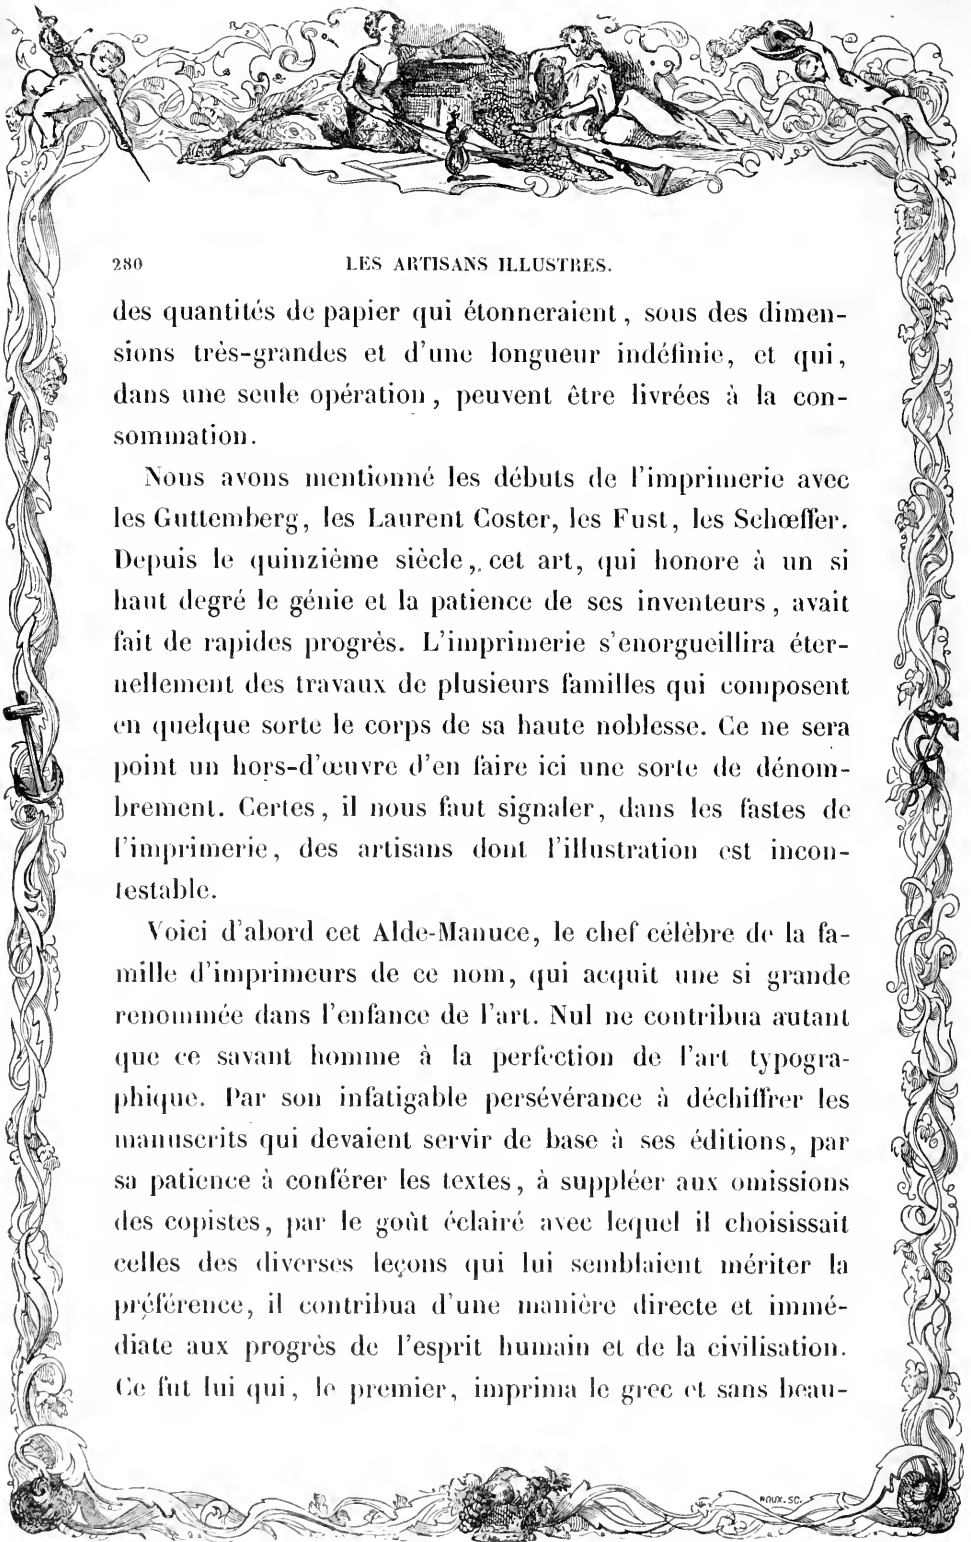 280 LES ARTISANS ILLUSTRES.
des quantités de papier qui étonneraient, sous des dimen-
sions très-grandes et d'une longueur indéfinie, et qui,
dans une seule opération, peuvent être livrées à la con-
sommation.
Nous avons mentionné les débuts de l'imprimerie avec
les Guttemberg, les Laurent Coster, les Fust, les Schœffer.
Depuis le quinzième siècle, cet art, qui honore à un si
haut degré le génie et la patience de ses inventeurs, avait
fait de rapides progrès. L'imprimerie s'enorgueillira éter-
nellement des travaux de plusieurs familles qui composent
en quelque sorte le corps de sa haute noblesse. Ce ne sera
point un hors-d'œuvre d'en faire ici une sorte de dénom-
brement. Certes, il nous faut signaler, dans les fastes de
l'imprimerie, des artisans dont l'illustration est incon-
testable.
Voici d'abord cet Alde-Manuce, le chef célèbre de la fa-
mille d'imprimeurs de ce nom, qui acquit une si grande
renommée dans l'enfance de l'art. Nul ne contribua autant
que ce savant homme à la perfection de l'art typogra-
phique. Par son infatigable persévérance à déchiffrer les
manuscrits qui devaient servir de base à ses éditions, par
sa patience à conférer les textes, à suppléer aux omissions
des copistes, par le goût éclairé avec lequel il choisissait
celles des diverses leçons qui lui semblaient mériter la
préférence, il contribua d'une manière directe et immé-
diate aux progrès de l'esprit humain et de la civilisation.
Ce fut lui qui, le premier, imprima le grec et sans beau-
ROUX. SC.